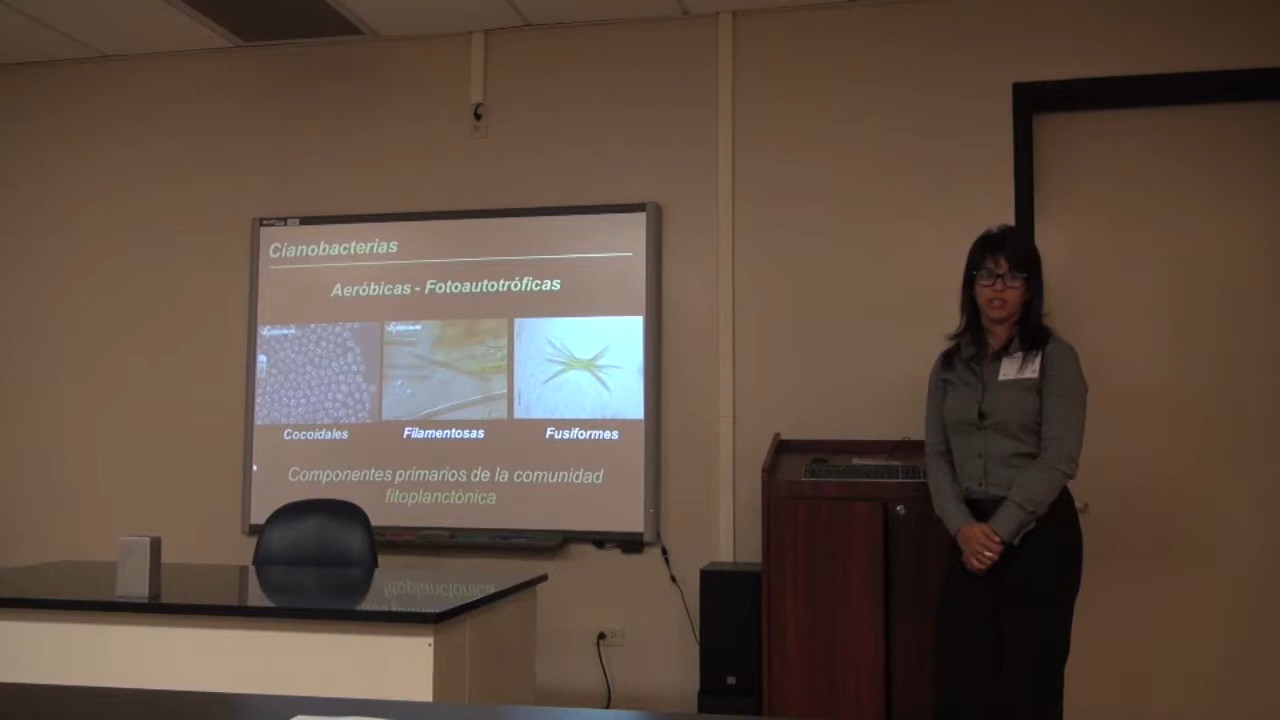 Cianobacterias
Aeróbicas - Fotoautotróficas
Cocoidales
Filamentosas
Fusiformes
Componentes primarios de la comunidad
fitoplanctónica